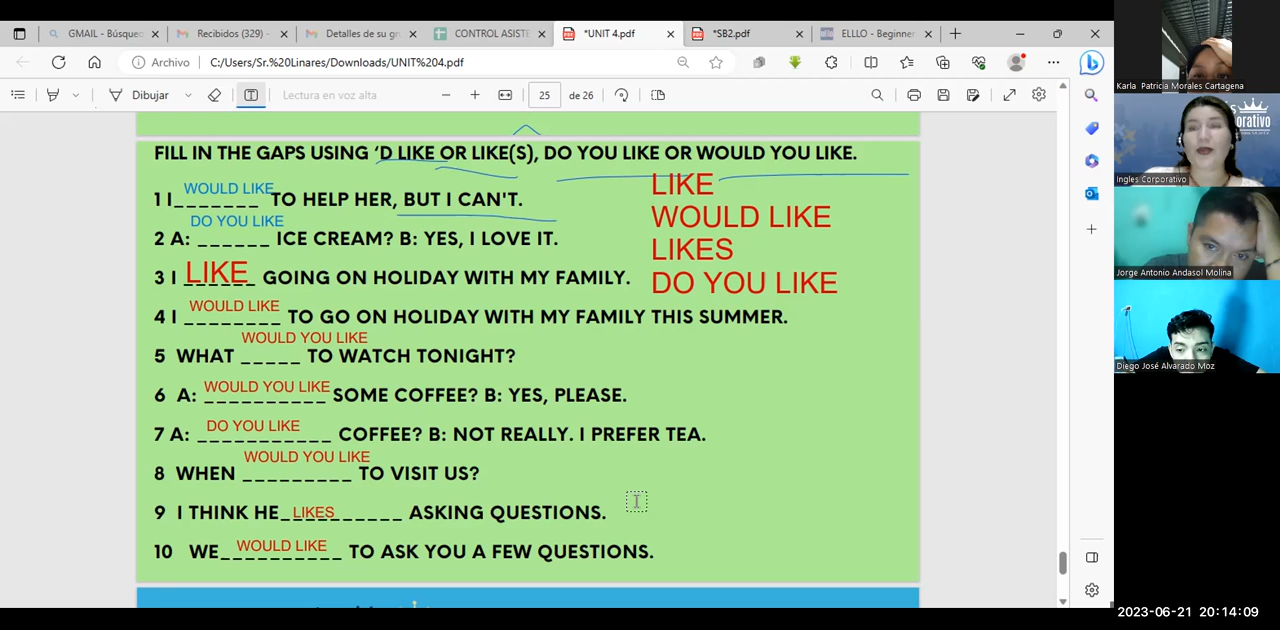 GMAIL - Búsque
Recibidos (329) -
Detalles de su gr
CONTROL ASISTE
*UNIT 4.pdf
*SB2.pdf
ELLLO - Beginner
Archivo
C:/Users/Sr.%20Linares/Downloads/UNIT%204.pdf
Dibujar
Lectura en voz alta
25
de 26
FILL IN THE GAPS USING ‘D LIKE OR LIKE(S), DO YOU LIKE OR WOULD YOU LIKE.
1 I_______ TO HELP HER, BUT I CAN'T.
WOULD LIKE
2 A: ______ ICE CREAM? B: YES, I LOVE IT.
DO YOU LIKE
3 I ______ GOING ON HOLIDAY WITH MY FAMILY.
LIKE
4 I ________ TO GO ON HOLIDAY WITH MY FAMILY THIS SUMMER.
WOULD LIKE
5 WHAT _____ TO WATCH TONIGHT?
WOULD YOU LIKE
6 A: __________ SOME COFFEE? B: YES, PLEASE.
WOULD YOU LIKE
7 A: ___________ COFFEE? B: NOT REALLY. I PREFER TEA.
DO YOU LIKE
8 WHEN _________ TO VISIT US?
WOULD YOU LIKE
9 I THINK HE__________ ASKING QUESTIONS.
LIKES
10 WE__________ TO ASK YOU A FEW QUESTIONS.
WOULD LIKE
LIKE
WOULD LIKE
LIKES
DO YOU LIKE
Karla Patricia Morales Cartagena
Ingles Corporativo
Jorge Antonio Andasol Molina
Diego José Alvarado Moz
2023-06-21 20:14:09